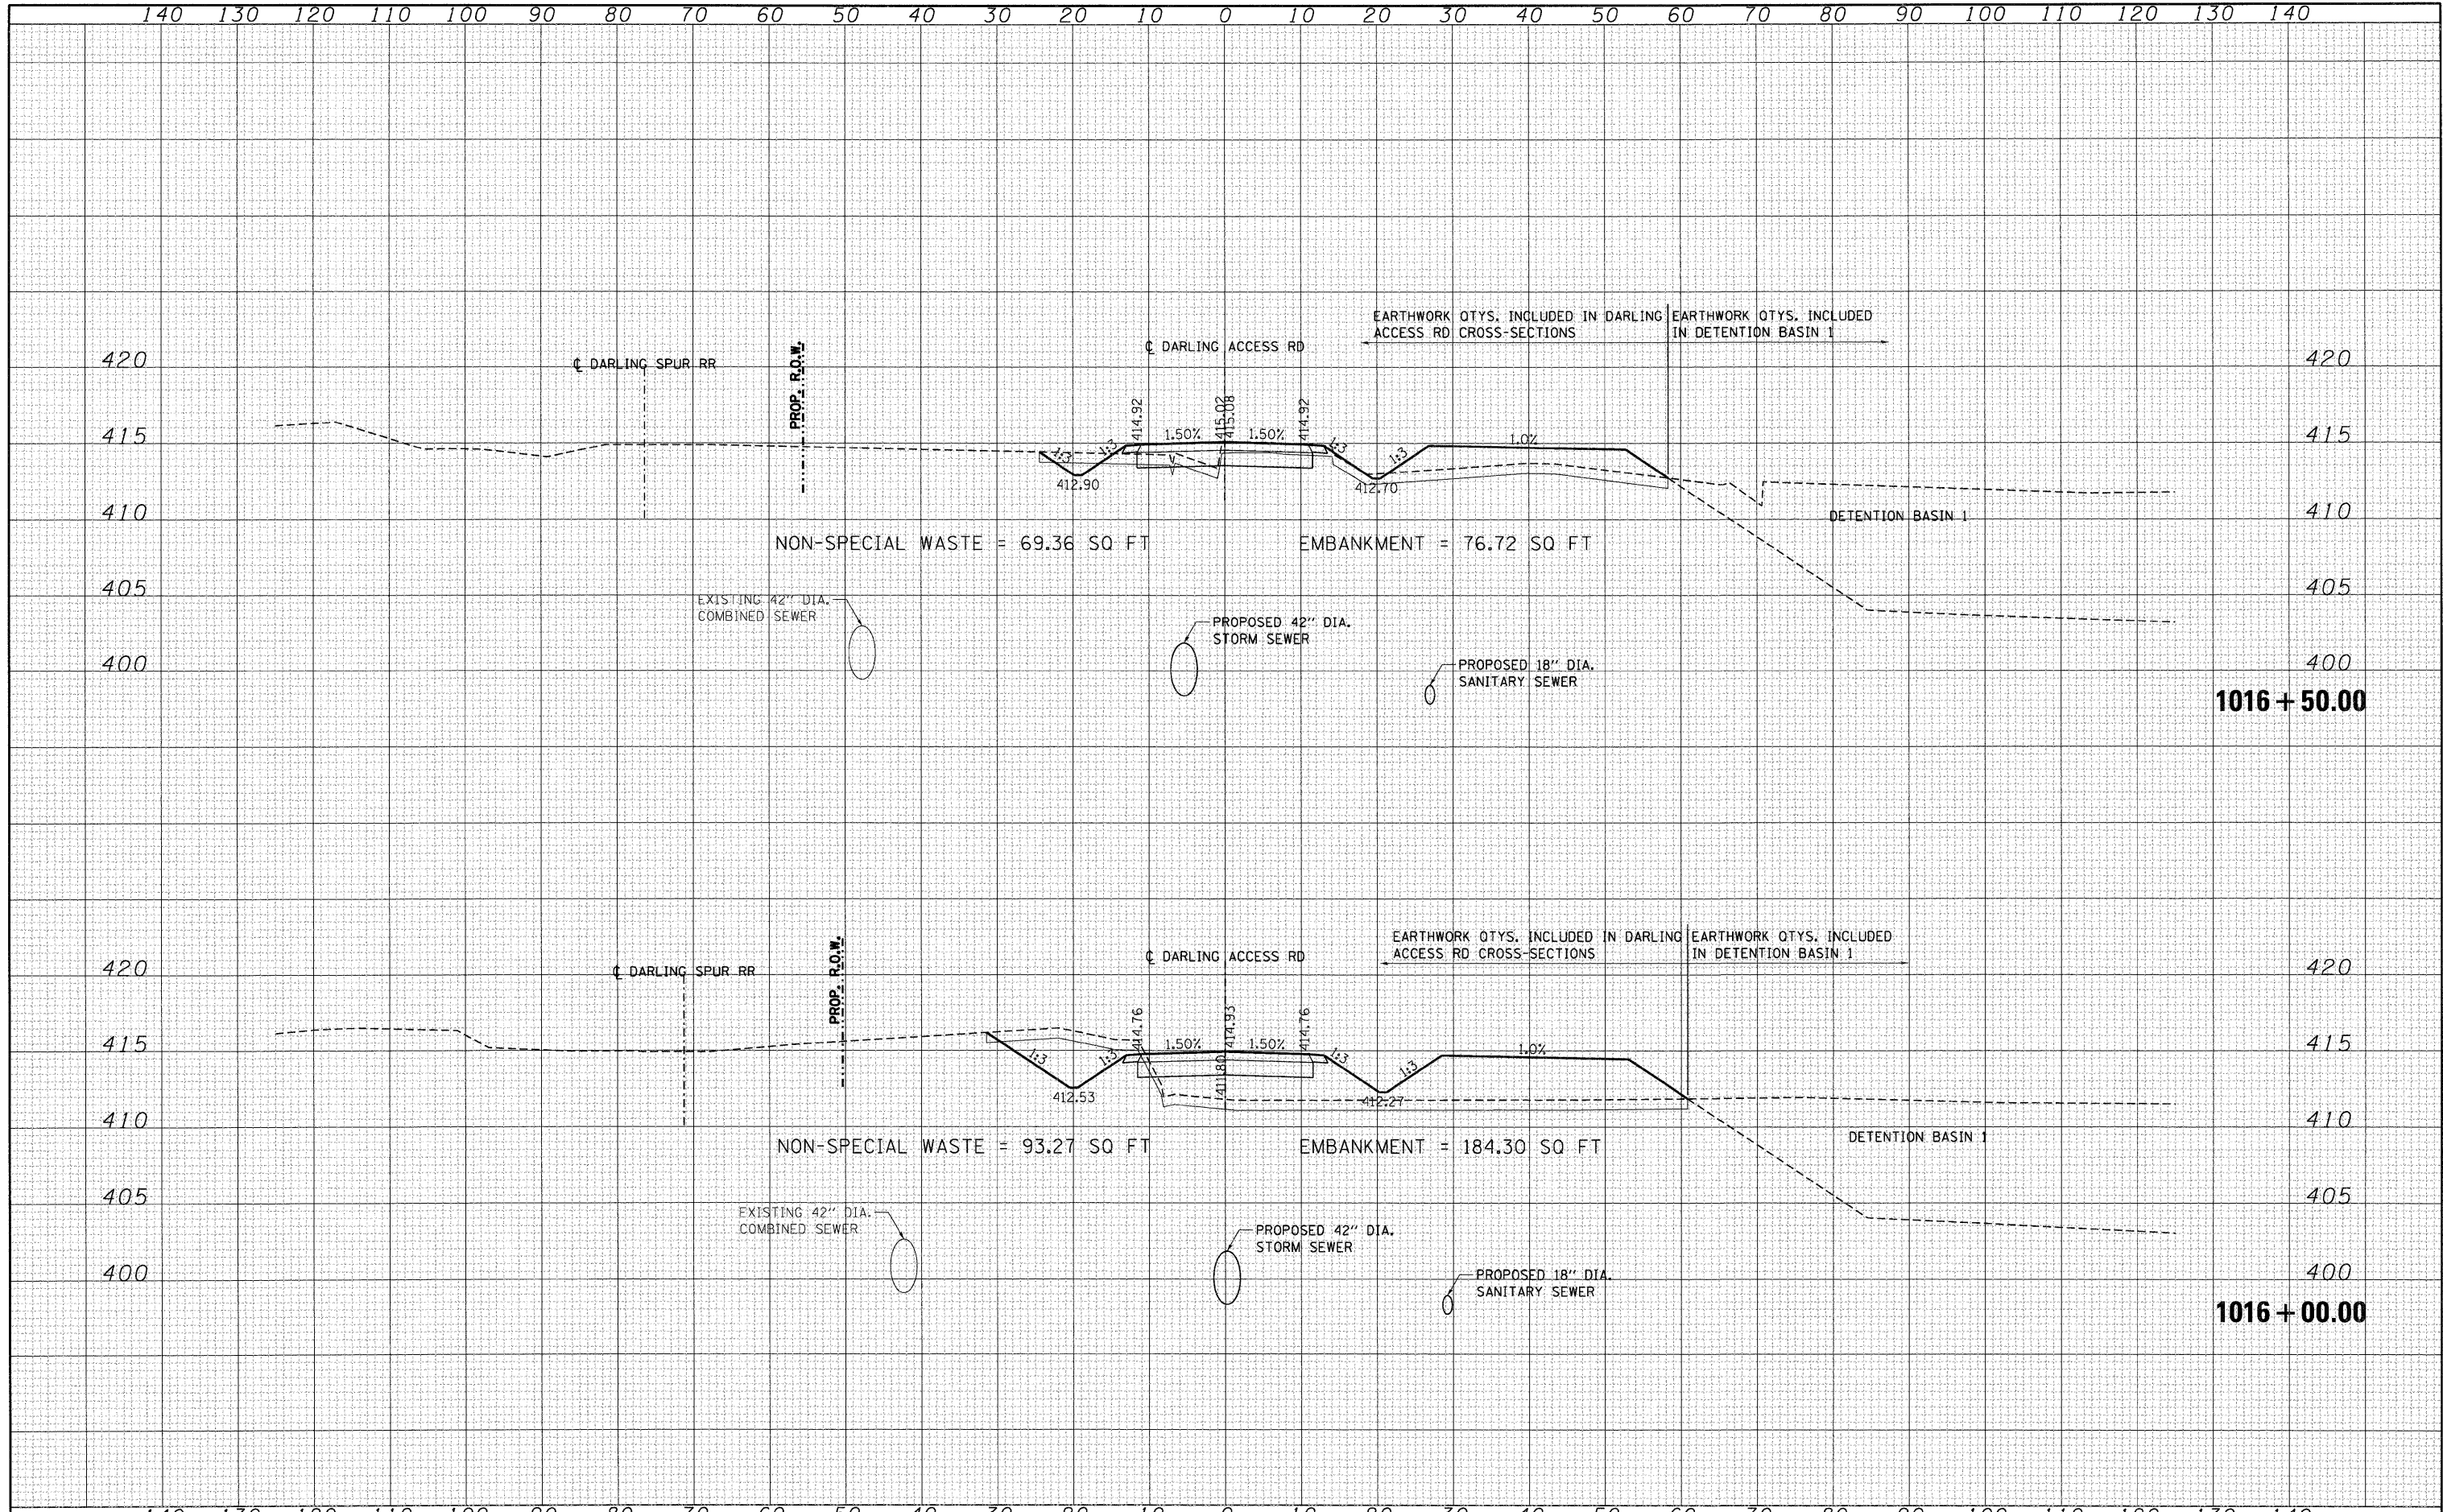 140 130 120 110 100 90 80 70 60 50 40 30 20 10 0 10 20 30 40 50 60 70 80 90 100 110 120 130 140
EARTHWORK QTYS. INCLUDED IN DARLING
ACCESS RD CROSS-SECTIONS
EARTHWORK QTYS. INCLUDED
IN DETENTION BASIN 1
420
℄ DARLING SPUR RR
PROP. R.O.W.
℄ DARLING ACCESS RD
420
415
1:3
1:3
414.92
1.50%
415.02
415.08
1.50%
414.92
1:3
1:3
1.0%
415
412.90
412.70
410
DETENTION BASIN 1
410
NON-SPECIAL WASTE = 69.36 SQ FT
EMBANKMENT = 76.72 SQ FT
405
EXISTING 42" DIA.
COMBINED SEWER
PROPOSED 42" DIA.
STORM SEWER
405
400
PROPOSED 18" DIA.
SANITARY SEWER
400
1016+50.00
EARTHWORK QTYS. INCLUDED IN DARLING
ACCESS RD CROSS-SECTIONS
EARTHWORK QTYS. INCLUDED
IN DETENTION BASIN 1
420
℄ DARLING SPUR RR
PROP. R.O.W.
℄ DARLING ACCESS RD
420
415
1:3
1:3
414.76
1.50%
414.93
411.80
1.50%
414.76
1:3
1:3
1.0%
415
412.53
412.27
410
DETENTION BASIN 1
410
NON-SPECIAL WASTE = 93.27 SQ FT
EMBANKMENT = 184.30 SQ FT
405
EXISTING 42" DIA.
COMBINED SEWER
PROPOSED 42" DIA.
STORM SEWER
405
400
PROPOSED 18" DIA.
SANITARY SEWER
400
1016+00.00